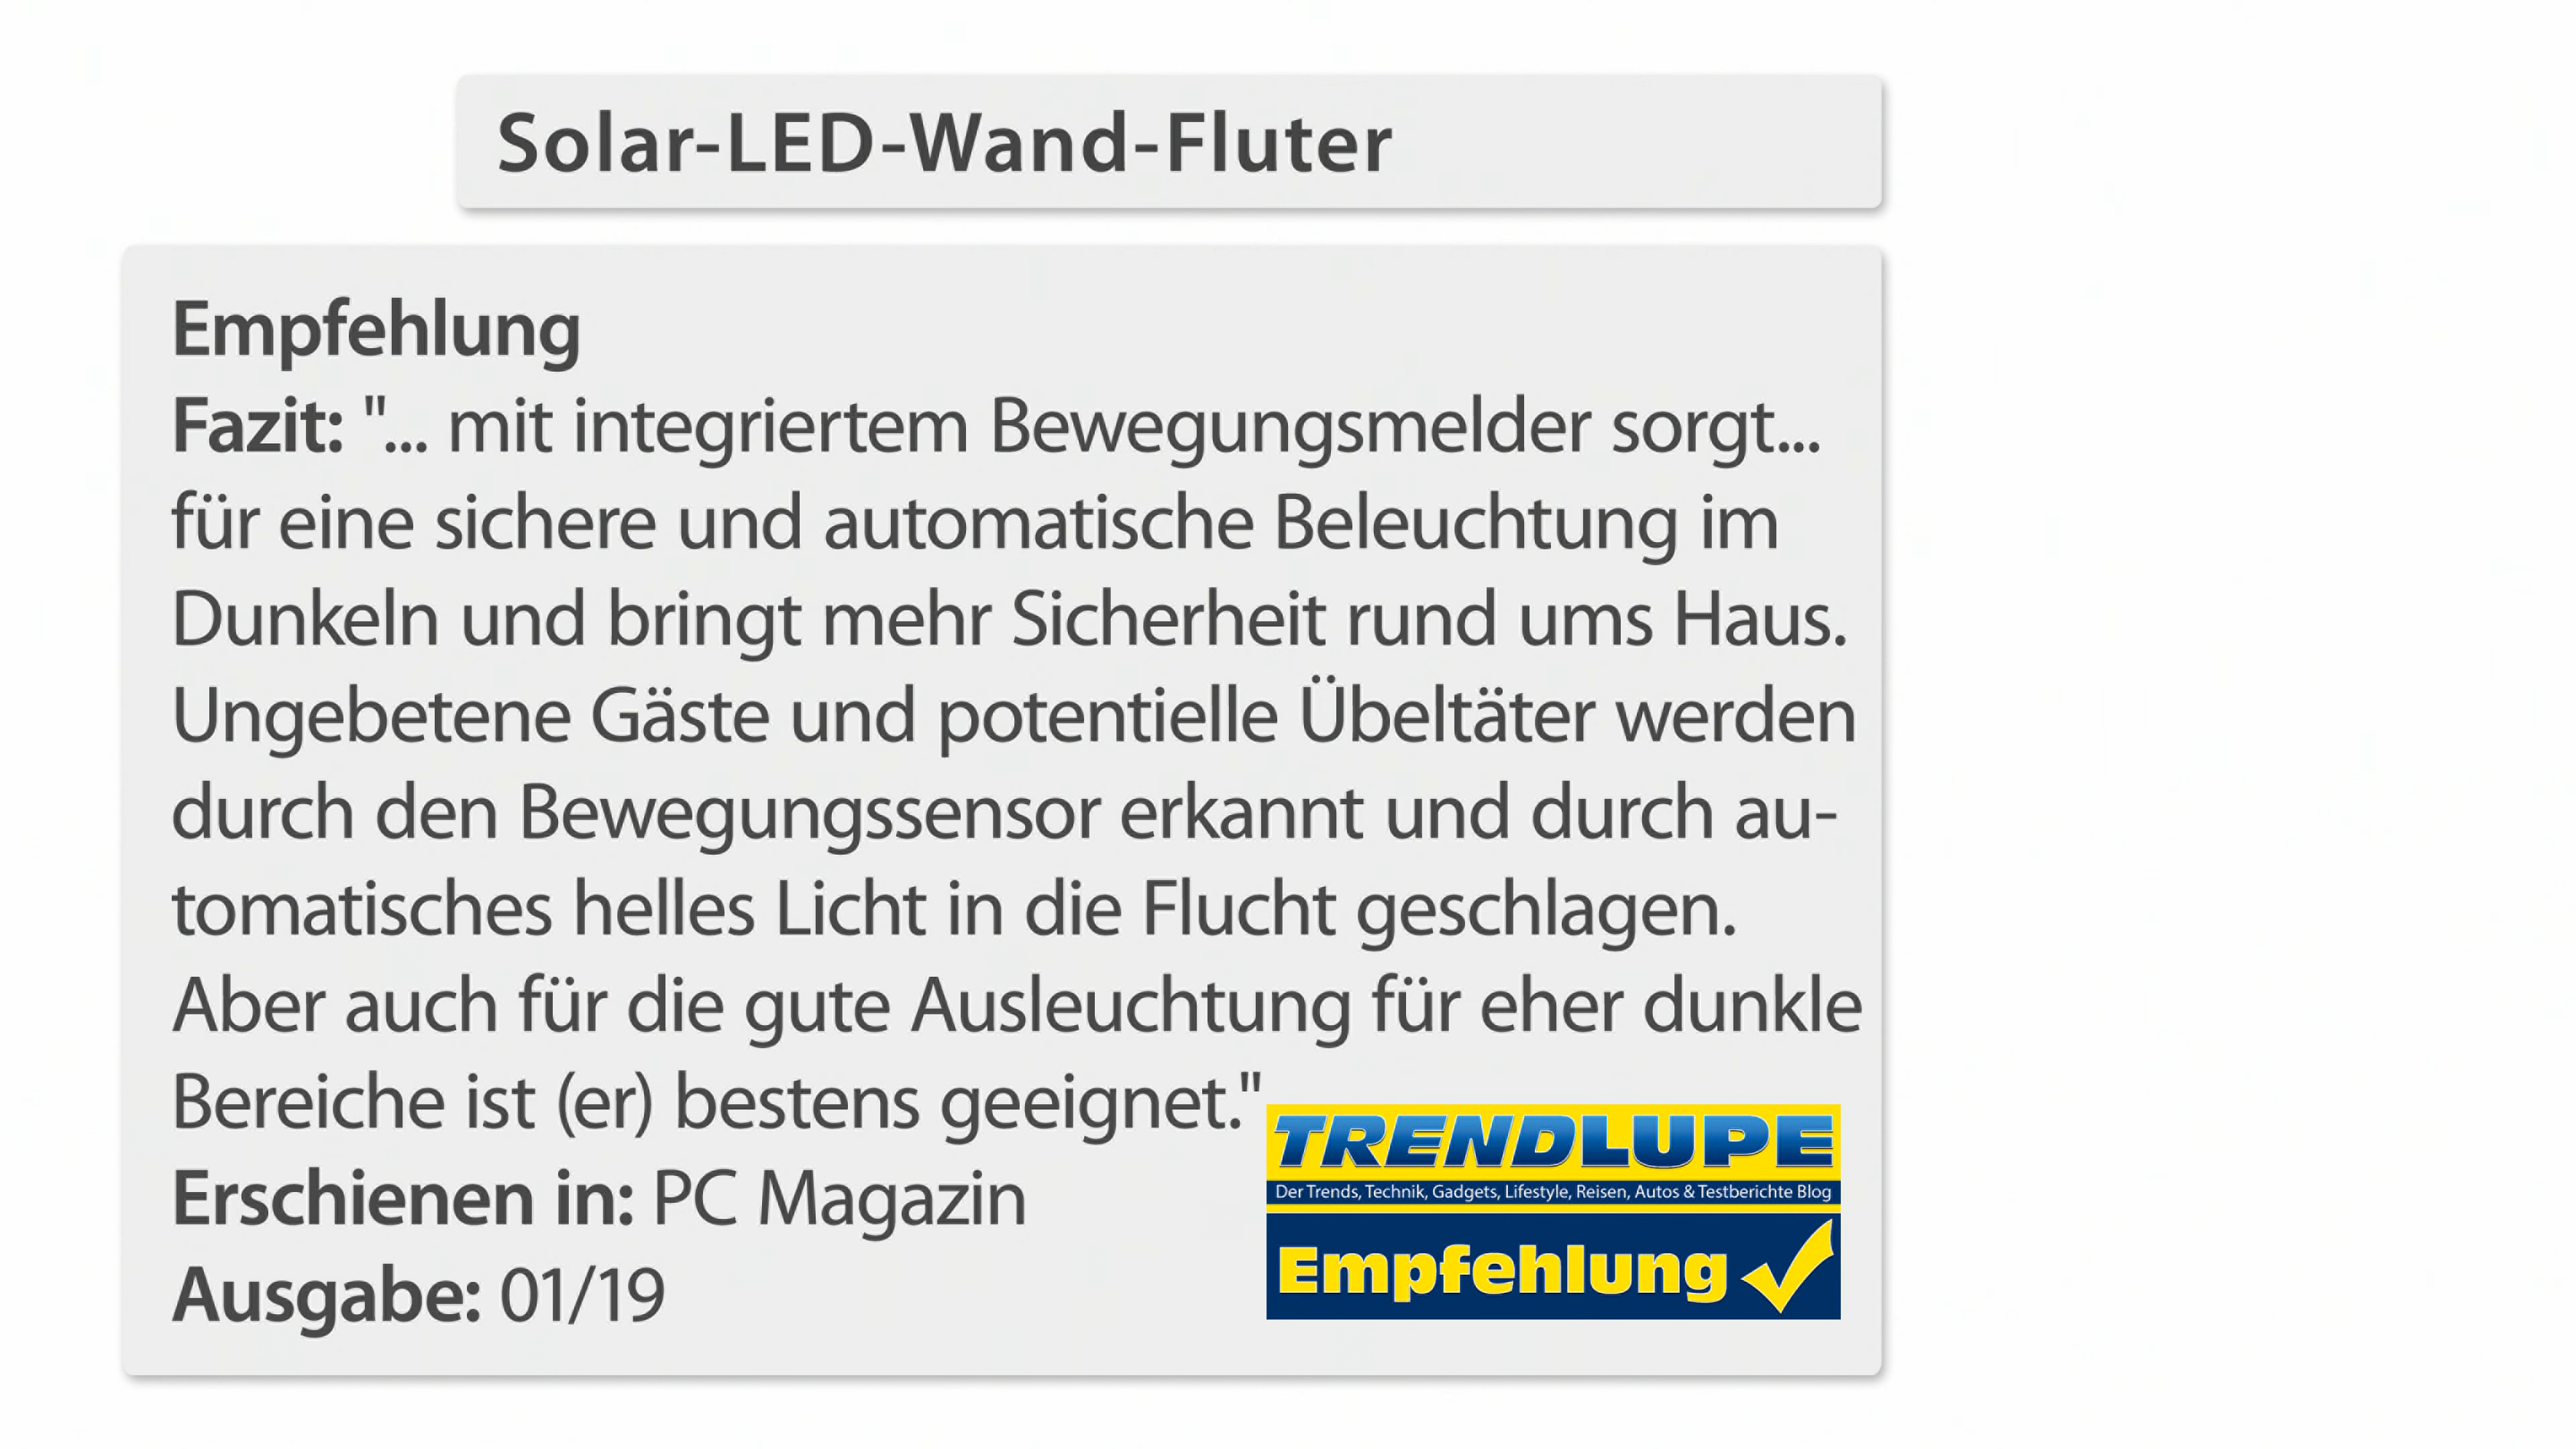 Solar-LED-Wand-Fluter
Empfehlung
Fazit: "... mit integriertem Bewegungsmelder sorgt...
für eine sichere und automatische Beleuchtung im
Dunkeln und bringt mehr Sicherheit rund ums Haus.
Ungebetene Gäste und potentielle Übeltäter werden
durch den Bewegungssensor erkannt und durch au-
tomatisches helles Licht in die Flucht geschlagen.
Aber auch für die gute Ausleuchtung für eher dunkle
Bereiche ist (er) bestens geeignet."
Erschienen in: PC Magazin
Ausgabe: 01/19
TRENDLUPE
Der Trends, Technik, Gadgets, Lifestyle, Reisen, Autos & Testberichte Blog
Empfehlung